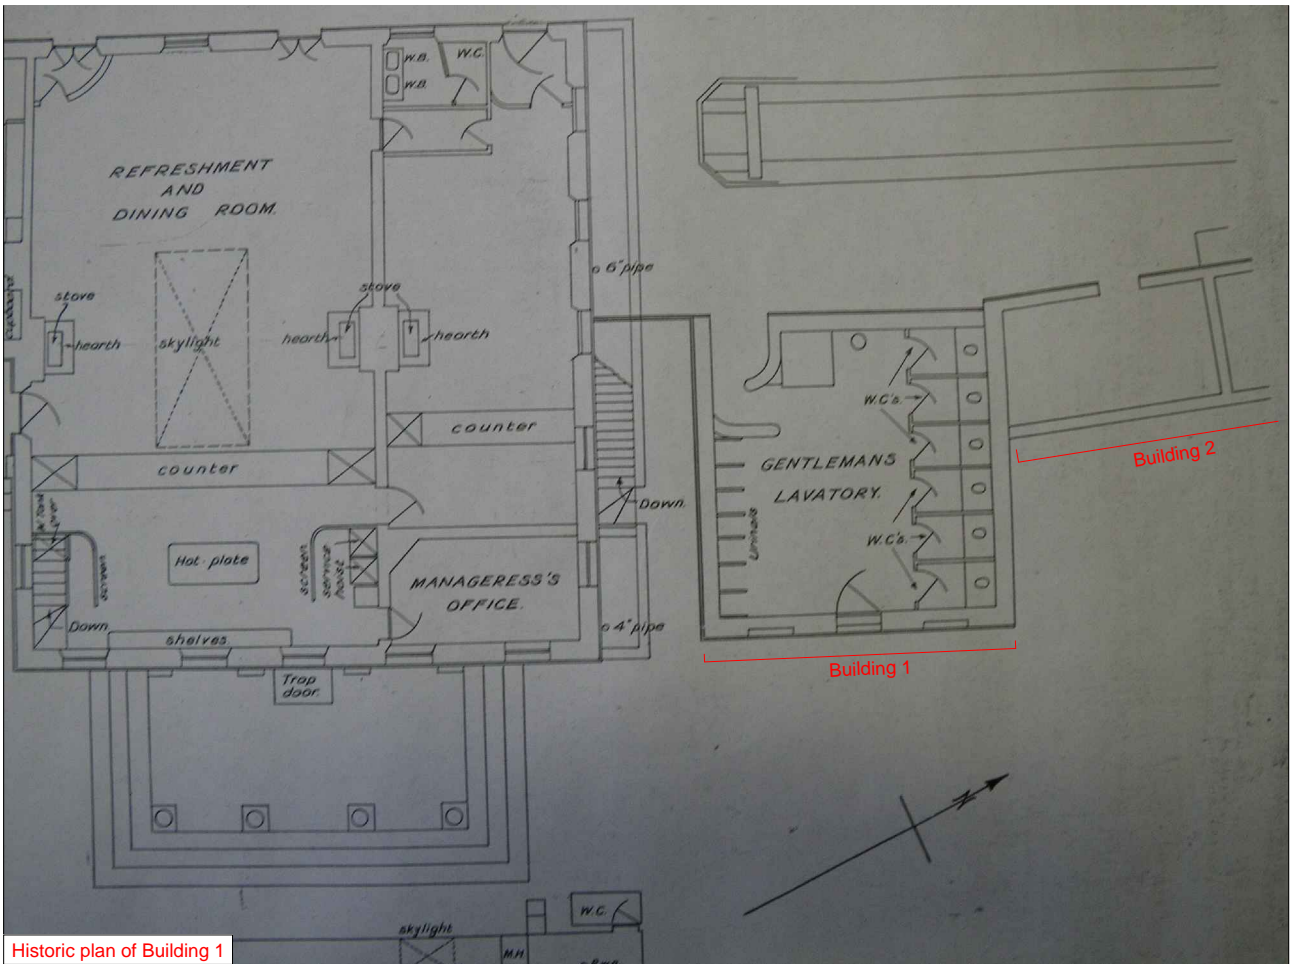 W.B.
W.C.
W.B.
REFRESHMENT
AND
DINING ROOM.
6" pipe
stove
stove
hearth
skylight
hearth
hearth
W.C's.
counter
counter
GENTLEMANS
LAVATORY.
Building 2
Down.
Urinals
W.C's.
Hot-plate
screen
screen
service
hoist
MANAGERESS'S
OFFICE.
Down.
shelves
4" pipe
Building 1
Trap
door.
N
W.C.
skylight
M.H.
Historic plan of Building 1